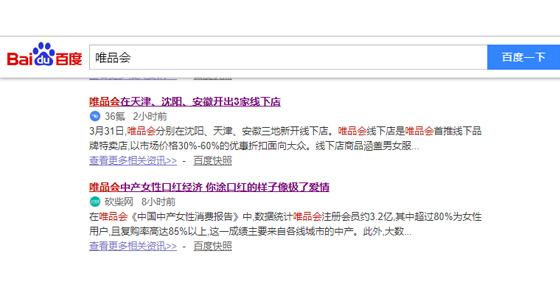 Bai du 百度 唯品会 百度一下
查看更多相关资讯>> - 百度快照
唯品会在天津、沈阳、安徽开出3家线下店
36氪 2小时前
3月31日,唯品会分别在沈阳、天津、安徽三地新开线下店。唯品会线下店是唯品会首推线下品
牌特卖店,以市场价格30%-60%的优惠折扣面向大众。线下店商品涵盖男女服...
查看更多相关资讯>> - 百度快照
唯品会中产女性口红经济 你涂口红的样子像极了爱情
砍柴网 8小时前
在唯品会《中国中产女性消费报告》中,数据统计唯品会注册会员约3.2亿,其中超过80%为女性用
户,且复购率高达85%以上,这一成绩主要来自各线城市的中产。此外,大数...
查看更多相关资讯>> - 百度快照